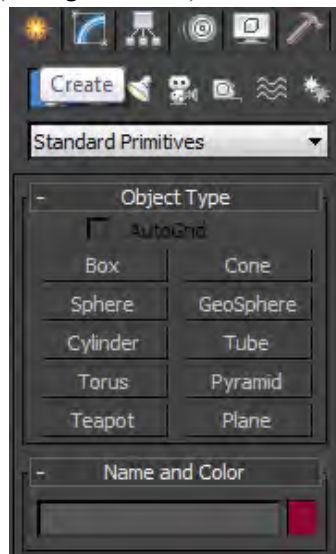 Create
Standard Primitives
- Object Type
AutoGrid
Box Cone
Sphere GeoSphere
Cylinder Tube
Torus Pyramid
Teapot Plane
- Name and Color